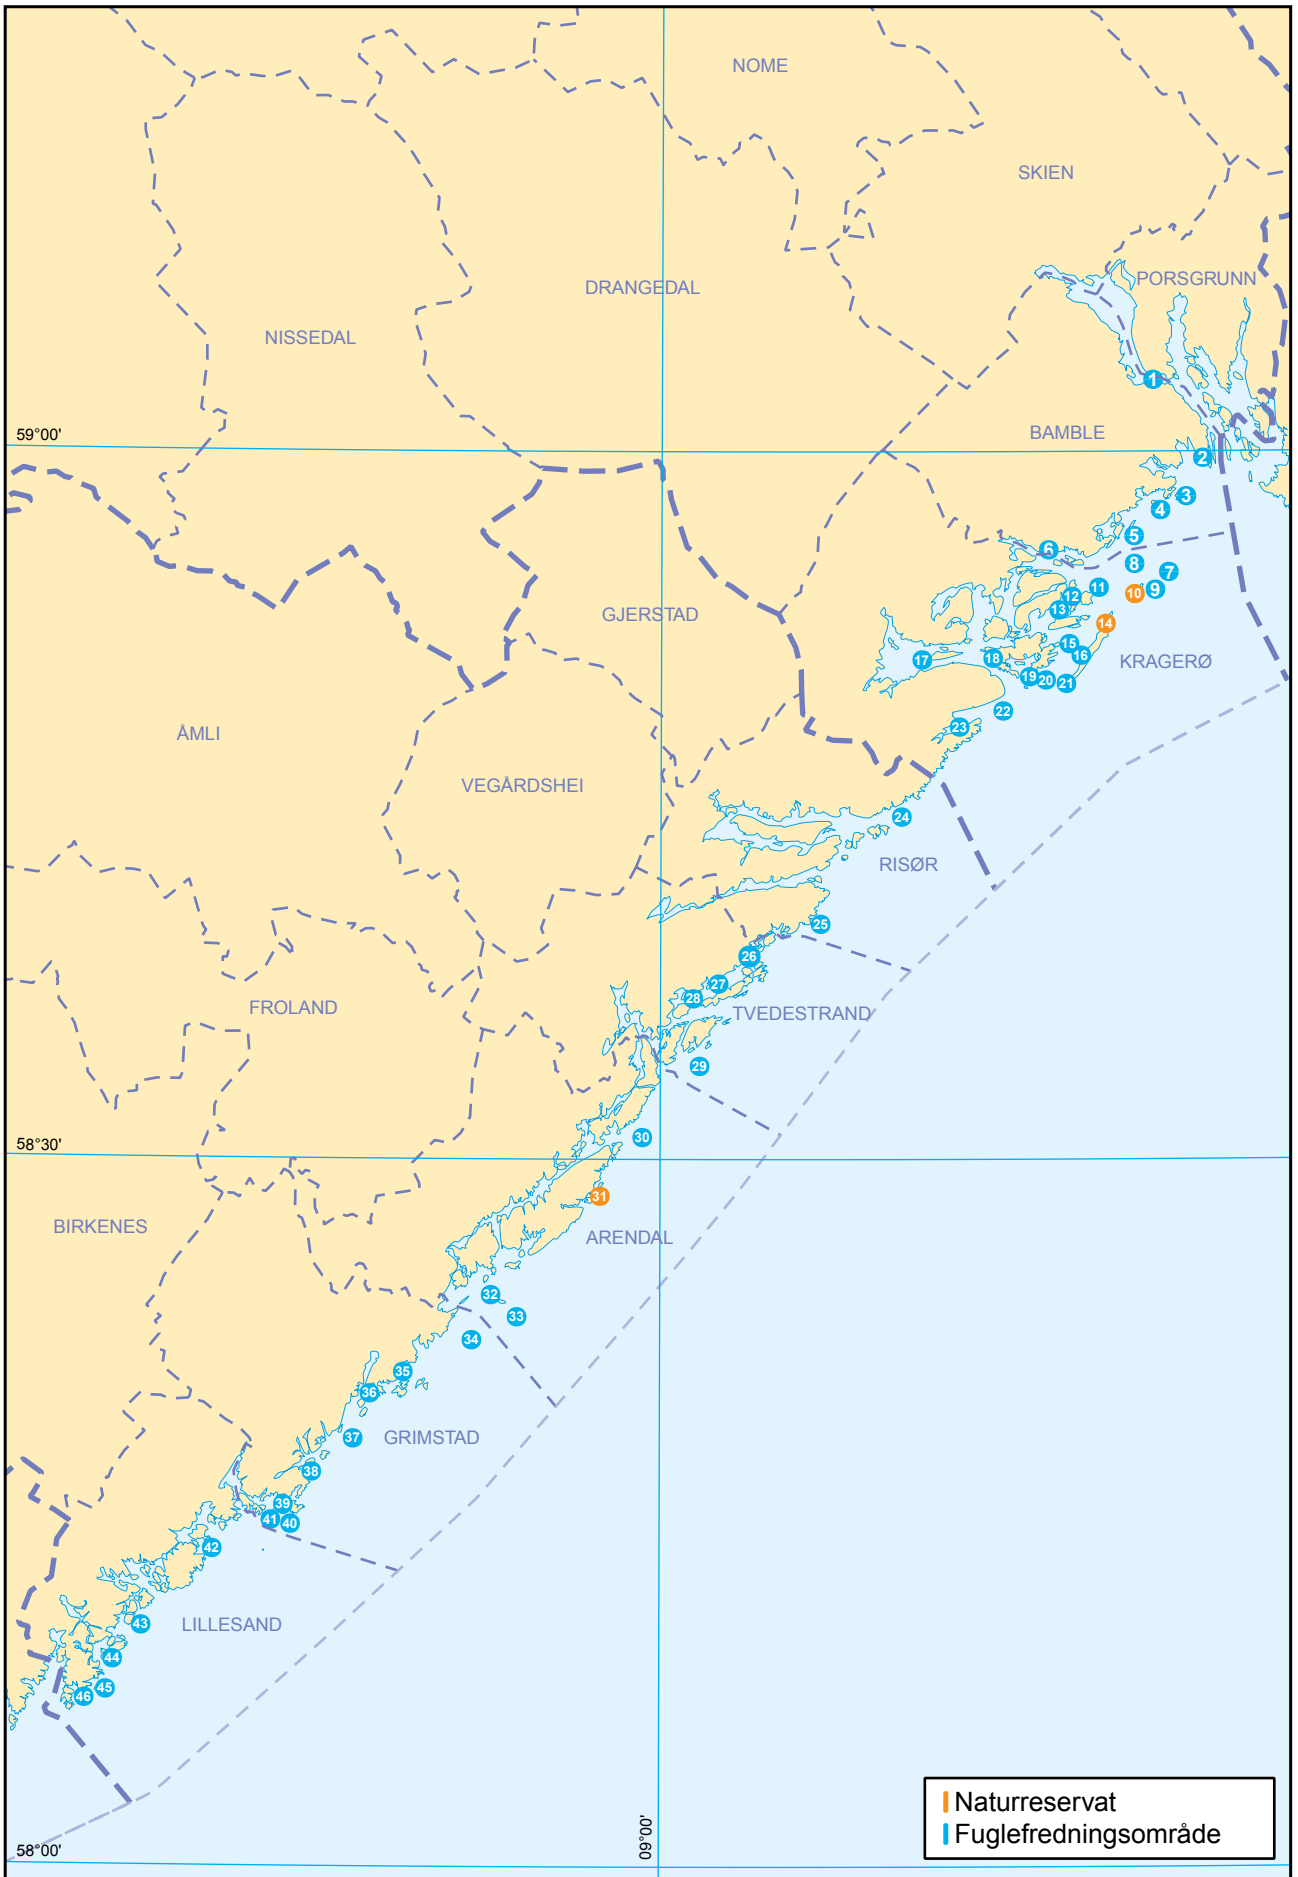 NOME
SKIEN
PORSGRUNN
DRANGEDAL
NISSEDAL
1
BAMBLE
59°00'
2
3
4
5
6
8
7
9
10
11
12
13
14
GJERSTAD
15
16
17
18
KRAGERØ
19
20
21
22
23
ÅMLI
VEGÅRDSHEI
24
RISØR
25
26
27
28
FROLAND
TVEDESTRAND
29
30
58°30'
31
BIRKENES
ARENDAL
32
33
34
35
36
37
GRIMSTAD
38
39
41
40
42
43
LILLESAND
44
45
46
Naturreservat
Fuglefredningsområde
09°00'
58°00'